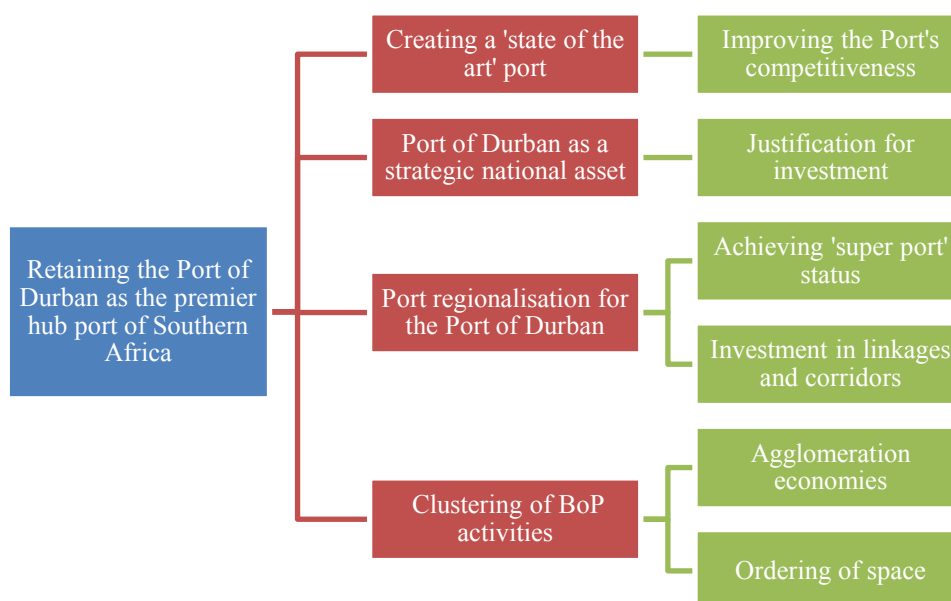 Retaining the Port of
Durban as the premier
hub port of Southern
Africa
Creating a 'state of the
art' port
Improving the Port's
competitiveness
Port of Durban as a
strategic national asset
Justification for
investment
Port regionalisation for
the Port of Durban
Achieving 'super port'
status
Investment in linkages
and corridors
Clustering of BoP
activities
Agglomeration
economies
Ordering of space